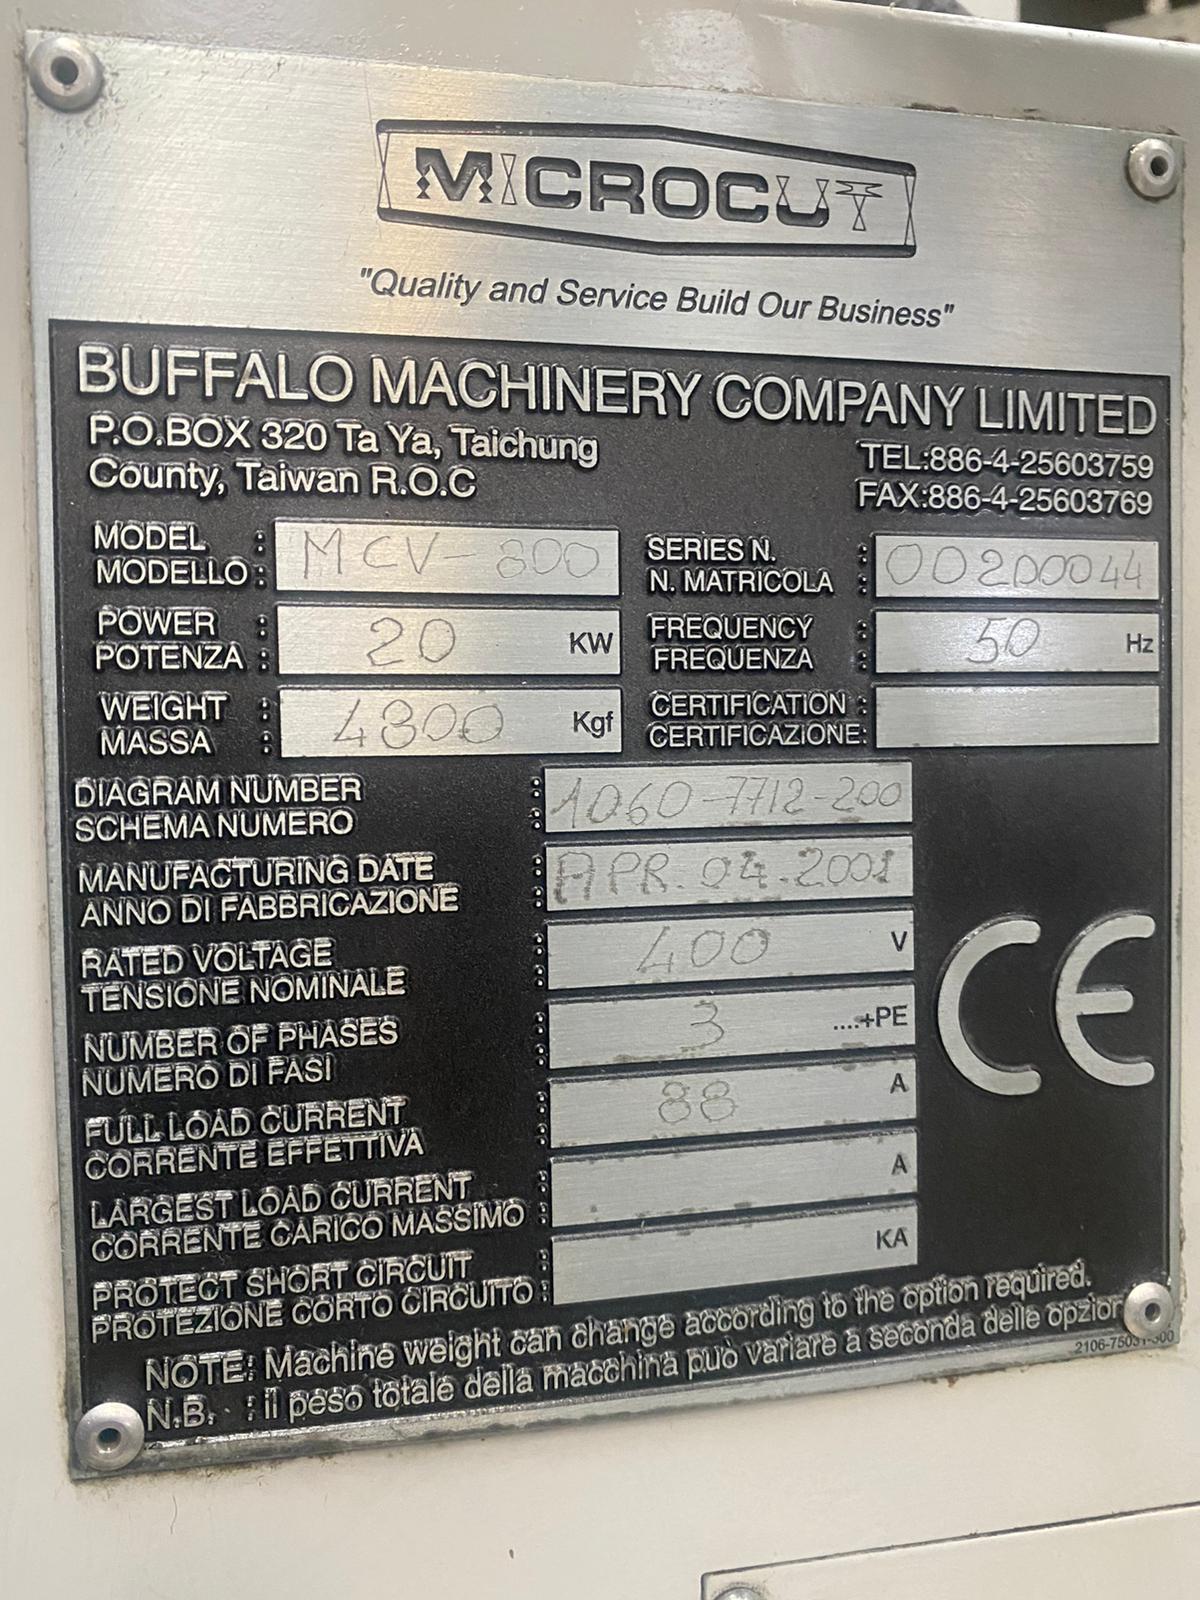 MICROCUT
"Quality and Service Build Our Business"
BUFFALO MACHINERY COMPANY LIMITED
P.O.BOX 320 Ta Ya, Taichung
County, Taiwan R.O.C
TEL:886-4-25603759
FAX:886-4-25603769
MODEL :
MODELLO :
MCV-800
SERIES N. :
N. MATRICOLA :
00200044
POWER :
POTENZA :
20 KW
FREQUENCY :
FREQUENZA :
50 Hz
WEIGHT :
MASSA :
4800 Kgf
CERTIFICATION :
CERTIFICAZIONE:
DIAGRAM NUMBER :
SCHEMA NUMERO :
1060-7712-200
MANUFACTURING DATE :
ANNO DI FABBRICAZIONE :
APR. 04. 2001
RATED VOLTAGE :
TENSIONE NOMINALE :
400 V
NUMBER OF PHASES :
NUMERO DI FASI :
3 ....+PE
FULL LOAD CURRENT :
CORRENTE EFFETTIVA :
88 A
LARGEST LOAD CURRENT :
CORRENTE CARICO MASSIMO :
A
PROTECT SHORT CIRCUIT :
PROTEZIONE CORTO CIRCUITO :
KA
CE
NOTE: Machine weight can change according to the option required.
N.B. : il peso totale della macchina può variare a seconda delle